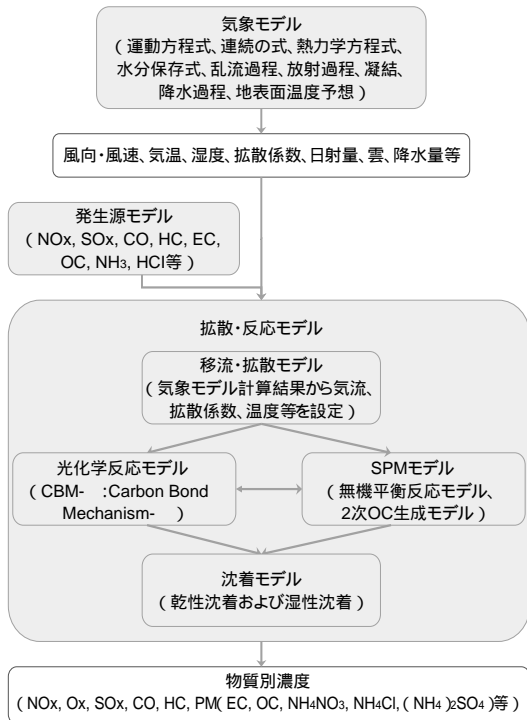 気象モデル
(運動方程式、連続の式、熱力学方程式、
水分保存式、乱流過程、放射過程、凝結、
降水過程、地表面温度予想)
風向・風速、気温、湿度、拡散係数、日射量、雲、降水量等
発生源モデル
(NOx, SOx, CO, HC, EC,
OC, NH3, HCl等)
拡散・反応モデル
移流・拡散モデル
(気象モデル計算結果から気流、
拡散係数、温度等を設定)
光化学反応モデル
(CBM- :Carbon Bond
Mechanism- )
SPMモデル
(無機平衡反応モデル、
2次OC生成モデル)
沈着モデル
(乾性沈着および湿性沈着)
物質別濃度
(NOx, Ox, SOx, CO, HC, PM(EC, OC, NH4NO3, NH4Cl,(NH4)2SO4)等)